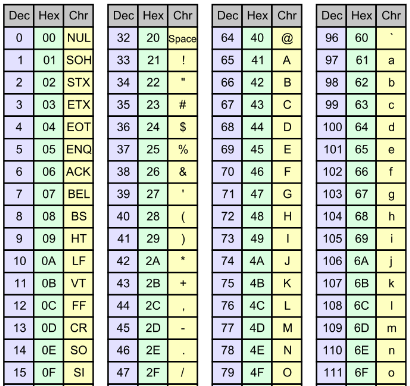 Dec Hex Chr Dec Hex Chr Dec Hex Chr Dec Hex Chr
0 00 NUL 32 20 Space 64 40 @ 96 60 `
1 01 SOH 33 21 ! 65 41 A 97 61 a
2 02 STX 34 22 " 66 42 B 98 62 b
3 03 ETX 35 23 # 67 43 C 99 63 c
4 04 EOT 36 24 $ 68 44 D 100 64 d
5 05 ENQ 37 25 % 69 45 E 101 65 e
6 06 ACK 38 26 & 70 46 F 102 66 f
7 07 BEL 39 27 ' 71 47 G 103 67 g
8 08 BS 40 28 ( 72 48 H 104 68 h
9 09 HT 41 29 ) 73 49 I 105 69 i
10 0A LF 42 2A * 74 4A J 106 6A j
11 0B VT 43 2B + 75 4B K 107 6B k
12 0C FF 44 2C , 76 4C L 108 6C l
13 0D CR 45 2D - 77 4D M 109 6D m
14 0E SO 46 2E . 78 4E N 110 6E n
15 0F SI 47 2F / 79 4F O 111 6F o